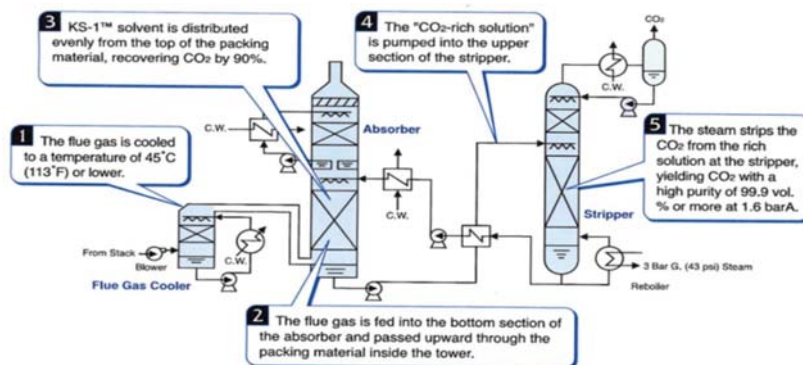 3 KS-1™ solvent is distributed
evenly from the top of the packing
material, recovering CO₂ by 90%.
4 The "CO₂-rich solution"
is pumped into the upper
section of the stripper.
CO₂
C.W.
1 The flue gas is cooled
to a temperature of 45˚C
(113˚F) or lower.
C.W.
Absorber
5 The steam strips the
CO₂ from the rich
solution at the stripper,
yielding CO₂ with a
high purity of 99.9 vol.
% or more at 1.6 barA.
C.W.
Stripper
From Stack
Blower
C.W.
Flue Gas Cooler
3 Bar G, (43 psi) Steam
Reboiler
2 The flue gas is fed into the bottom section of
the absorber and passed upward through the
packing material inside the tower.